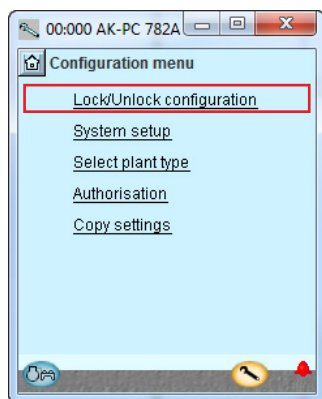 00:000 AK-PC 782A
Configuration menu
Lock/Unlock configuration
System setup
Select plant type
Authorisation
Copy settings